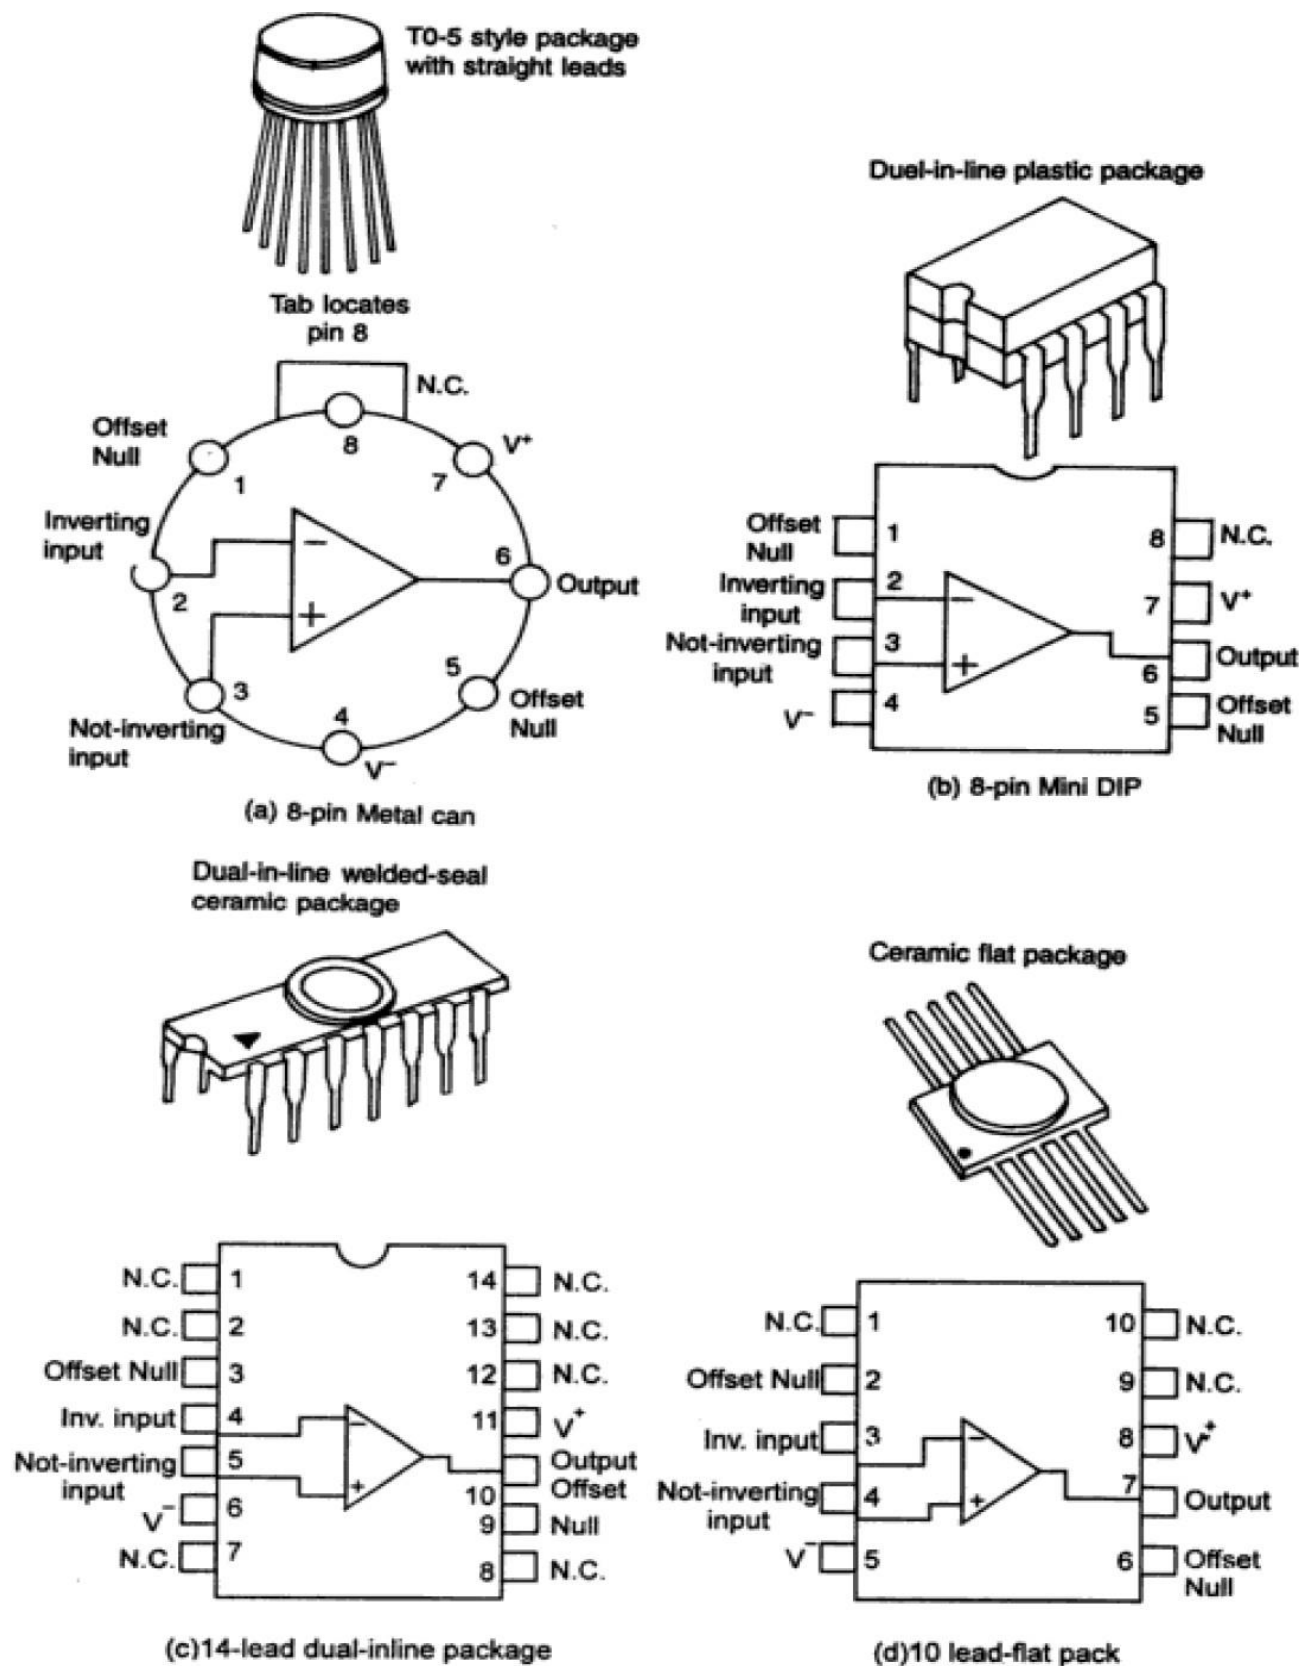 T0-5 style package
with straight leads
Tab locates
pin 8
N.C.
8
Offset
Null
1
V+
7
Inverting
input
2
−
+
6
Output
3
Not-inverting
input
4
V−
5
Offset
Null
(a) 8-pin Metal can
Duel-in-line plastic package
Offset
Null
1
8
N.C.
Inverting
input
2
−
7
V+
Not-inverting
input
3
+
6
Output
V−
4
5
Offset
Null
(b) 8-pin Mini DIP
Dual-in-line welded-seal
ceramic package
N.C.
1
14
N.C.
N.C.
2
13
N.C.
Offset Null
3
12
N.C.
Inv. input
4
−
11
V+
Not-inverting
input
5
+
Output
10
Offset
V−
6
9
Null
N.C.
7
8
N.C.
(c)14-lead dual-inline package
Ceramic flat package
N.C.
1
10
N.C.
Offset Null
2
9
N.C.
Inv. input
3
−
8
V+
Not-inverting
input
4
+
7
Output
V−
5
6
Offset
Null
(d)10 lead-flat pack